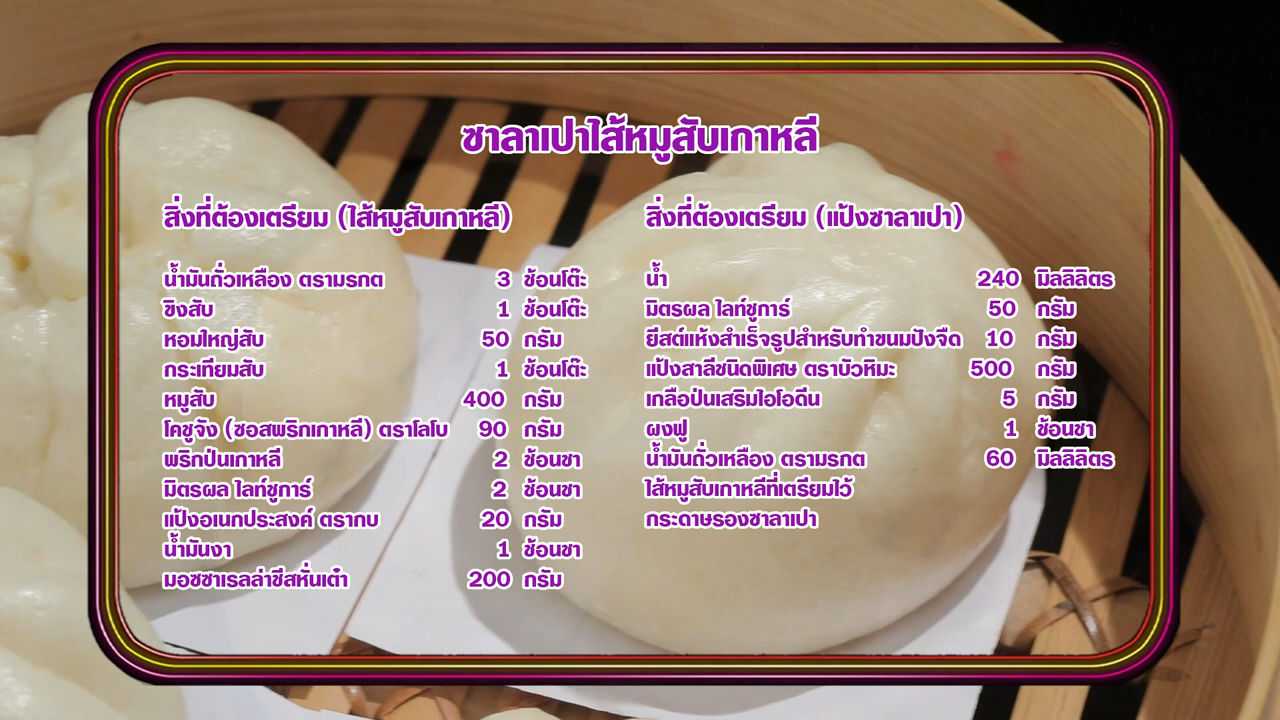 ซาลาเปาไส้หมูสับเกาหลี
สิ่งที่ต้องเตรียม (ไส้หมูสับเกาหลี)
น้ำมันถั่วเหลือง ตรามรกต 3 ช้อนโต๊ะ
ขิงสับ 1 ช้อนโต๊ะ
หอมใหญ่สับ 50 กรัม
กระเทียมสับ 1 ช้อนโต๊ะ
หมูสับ 400 กรัม
โคชูจัง (ซอสพริกเกาหลี) ตราโลโบ 90 กรัม
พริกป่นเกาหลี 2 ช้อนชา
มิตรผล ไลท์ชูการ์ 2 ช้อนชา
แป้งอเนกประสงค์ ตรากบ 20 กรัม
น้ำมันงา 1 ช้อนชา
มอซซาเรลล่าชีสหั่นเต๋า 200 กรัม
สิ่งที่ต้องเตรียม (แป้งซาลาเปา)
น้ำ 240 มิลลิลิตร
มิตรผล ไลท์ชูการ์ 50 กรัม
ยีสต์แห้งสำเร็จรูปสำหรับทำขนมปังจืด 10 กรัม
แป้งสาลีชนิดพิเศษ ตราบัวหิมะ 500 กรัม
เกลือป่นเสริมไอโอดีน 5 กรัม
ผงฟู 1 ช้อนชา
น้ำมันถั่วเหลือง ตรามรกต 60 มิลลิลิตร
ไส้หมูสับเกาหลีที่เตรียมไว้
กระดาษรองซาลาเปา